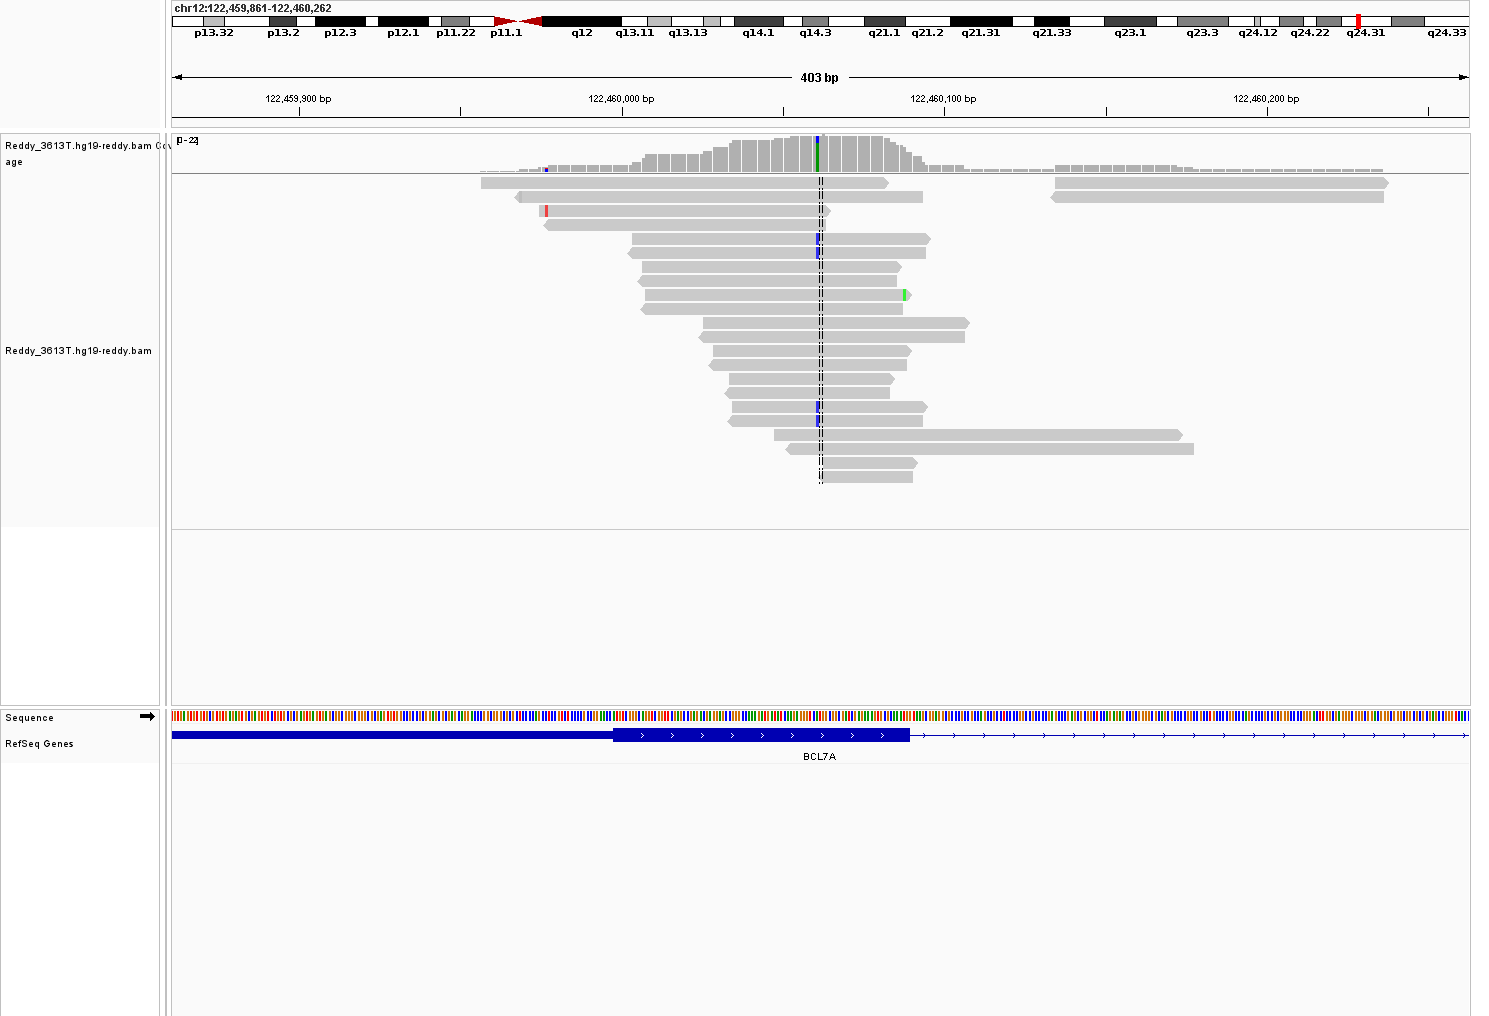 chr12:122,459,861-122,460,262
p13.32 p13.2 p12.3 p12.1 p11.22 p11.1 q12 q13.11 q13.13 q14.1 q14.3 q21.1 q21.2 q21.31 q21.33 q23.1 q23.3 q24.12 q24.22 q24.31 q24.33
403 bp
122,459,900 bp 122,460,000 bp 122,460,100 bp 122,460,200 bp
[0-22]
Reddy_3613T.hg19-reddy.bam Cov
age
Reddy_3613T.hg19-reddy.bam
Sequence
RefSeq Genes
BCL7A